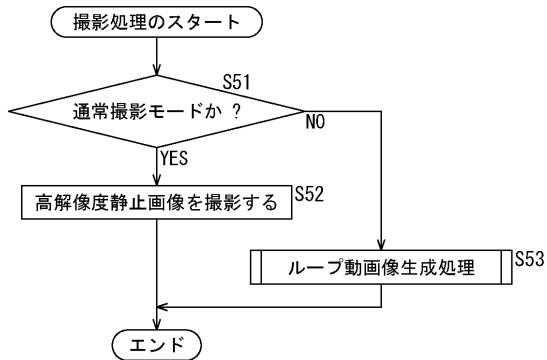 撮影処理のスタート
S51
通常撮影モードか ?
NO
YES
高解像度静止画像を撮影する
S52
ループ動画像生成処理
S53
エンド